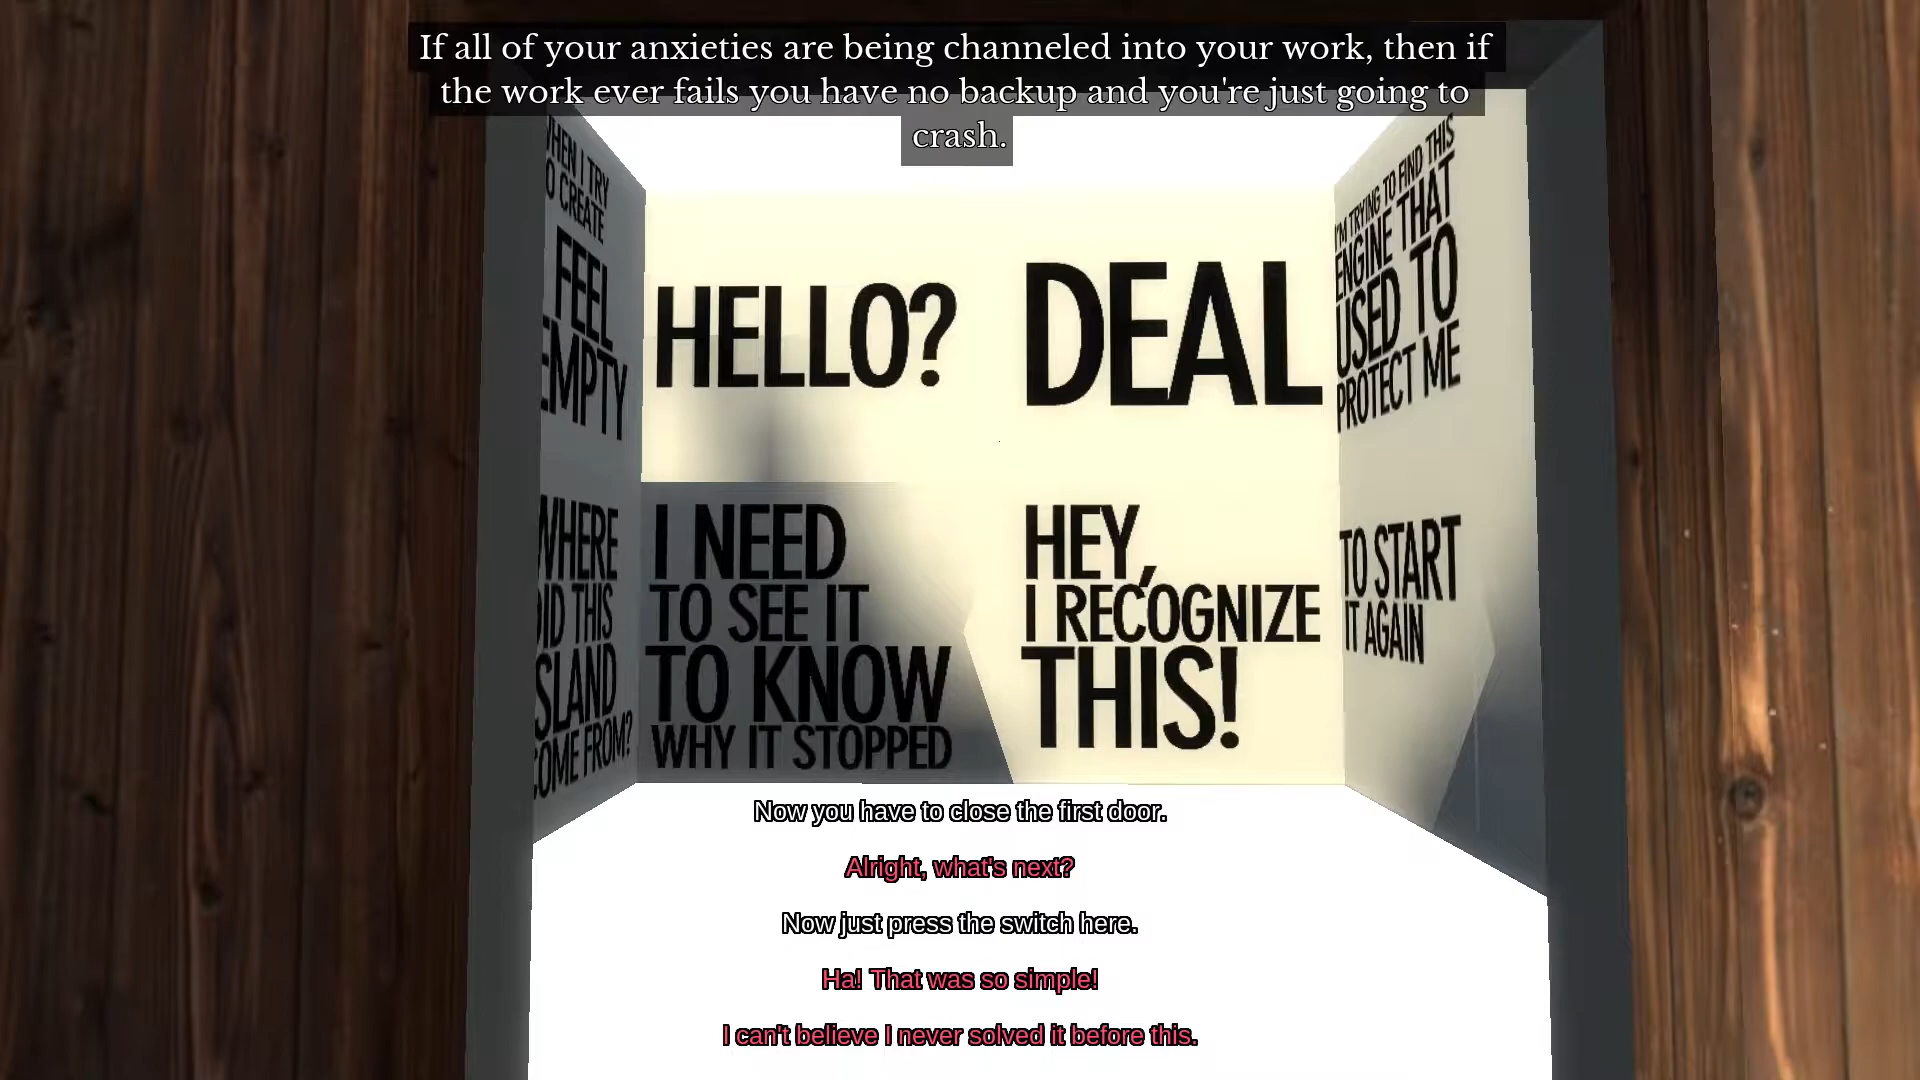 If all of your anxieties are being channeled into your work, then if
the work ever fails you have no backup and you're just going to
crash.
WHEN I TRY
TO CREATE
FEEL
EMPTY
HELLO?
DEAL
I'M TRYING TO FIND THIS
ENGINE THAT
USED TO
PROTECT ME
WHERE
DID THIS
ISLAND
COME FROM?
I NEED
TO SEE IT
TO KNOW
WHY IT STOPPED
HEY,
I RECOGNIZE
THIS!
TO START
IT AGAIN
Now you have to close the first door.
Alright, what's next?
Now just press the switch here.
Ha! That was so simple!
I can't believe I never solved it before this.